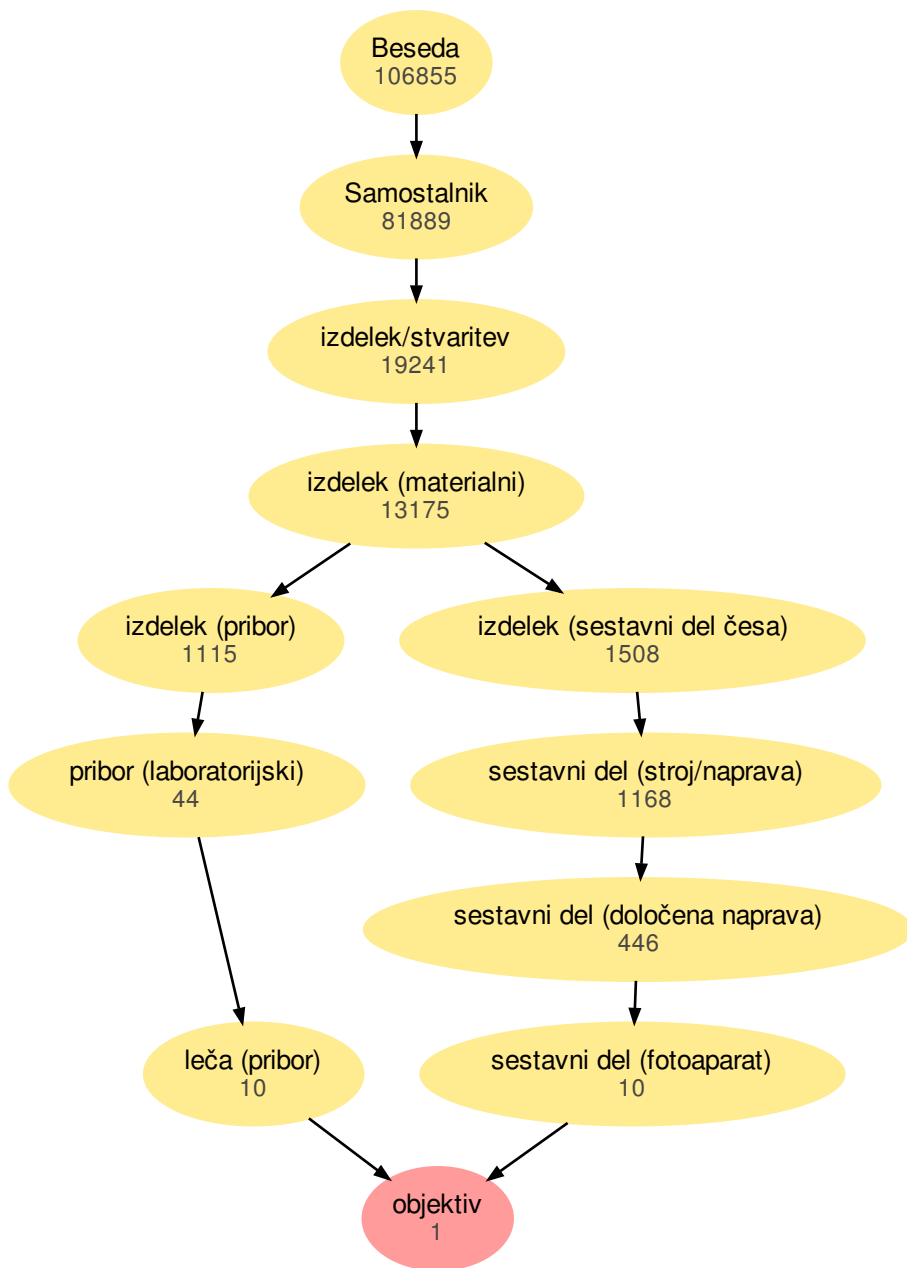 Beseda
106855
Samostalnik
81889
izdelek/stvaritev
19241
izdelek (materialni)
13175
izdelek (pribor)
1115
izdelek (sestavni del česa)
1508
pribor (laboratorijski)
44
sestavni del (stroj/naprava)
1168
sestavni del (določena naprava)
446
leča (pribor)
10
sestavni del (fotoaparat)
10
objektiv
1